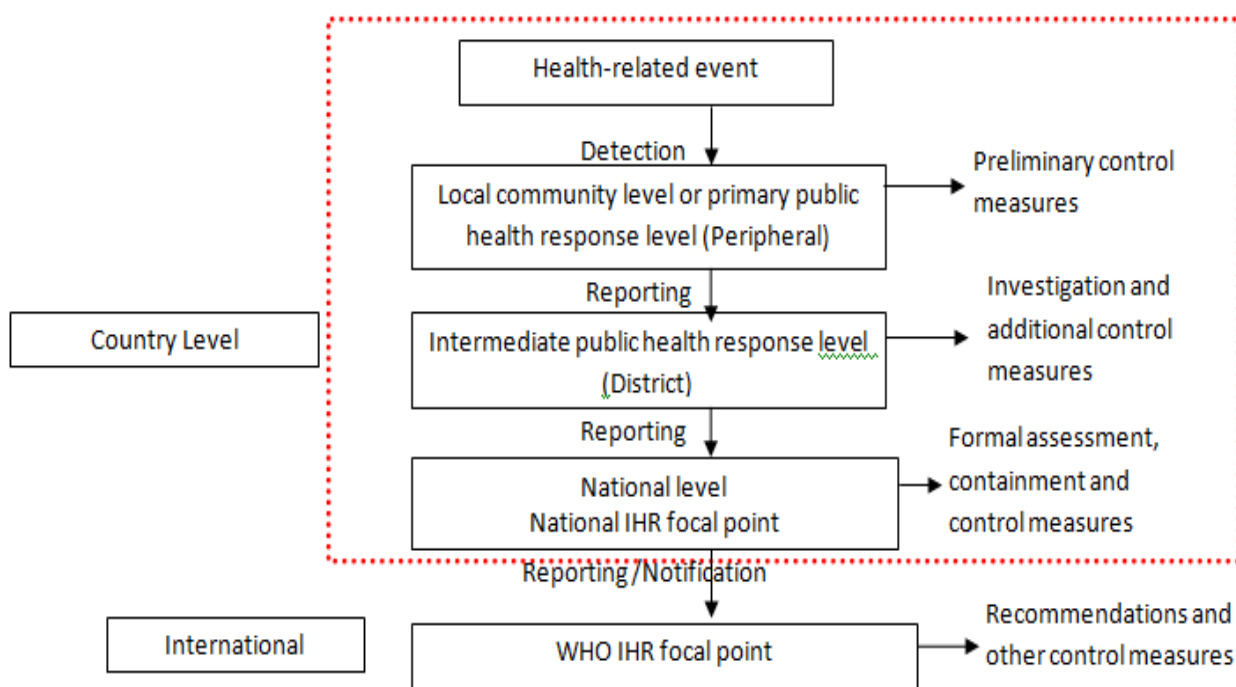 Health-related event
Detection
Local community level or primary public
health response level (Peripheral)
Preliminary control
measures
Reporting
Country Level
Intermediate public health response level
(District)
Investigation and
additional control
measures
Reporting
National level
National IHR focal point
Formal assessment,
containment and
control measures
Reporting/Notification
International
WHO IHR focal point
Recommendations and
other control measures